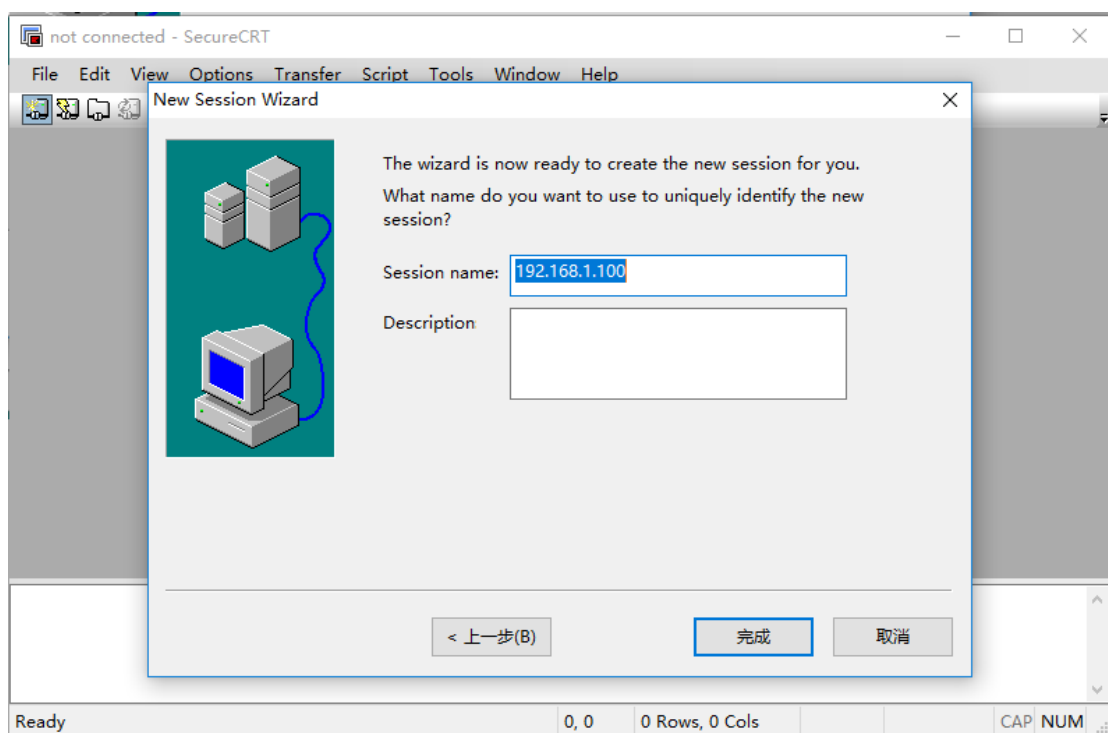 not connected - SecureCRT
File Edit View Options Transfer Script Tools Window Help
New Session Wizard
The wizard is now ready to create the new session for you.
What name do you want to use to uniquely identify the new
session?
Session name: 192.168.1.100
Description
< 上一步(B) 完成 取消
Ready 0, 0 0 Rows, 0 Cols CAP NUM